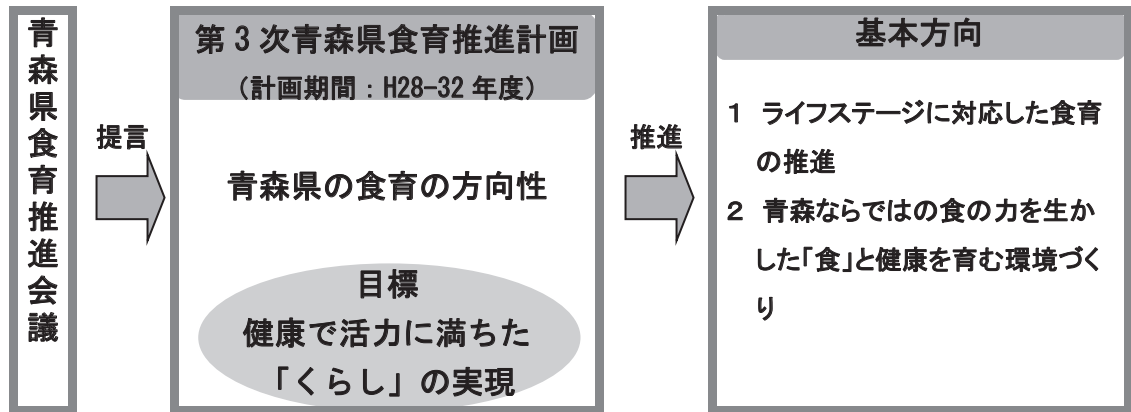 青森県食育推進会議
提言
第3次青森県食育推進計画
(計画期間:H28-32年度)
青森県の食育の方向性
目標
健康で活力に満ちた
「くらし」の実現
推進
基本方向
1 ライフステージに対応した食育
の推進
2 青森ならではの食の力を生か
した「食」と健康を育む環境づく
り